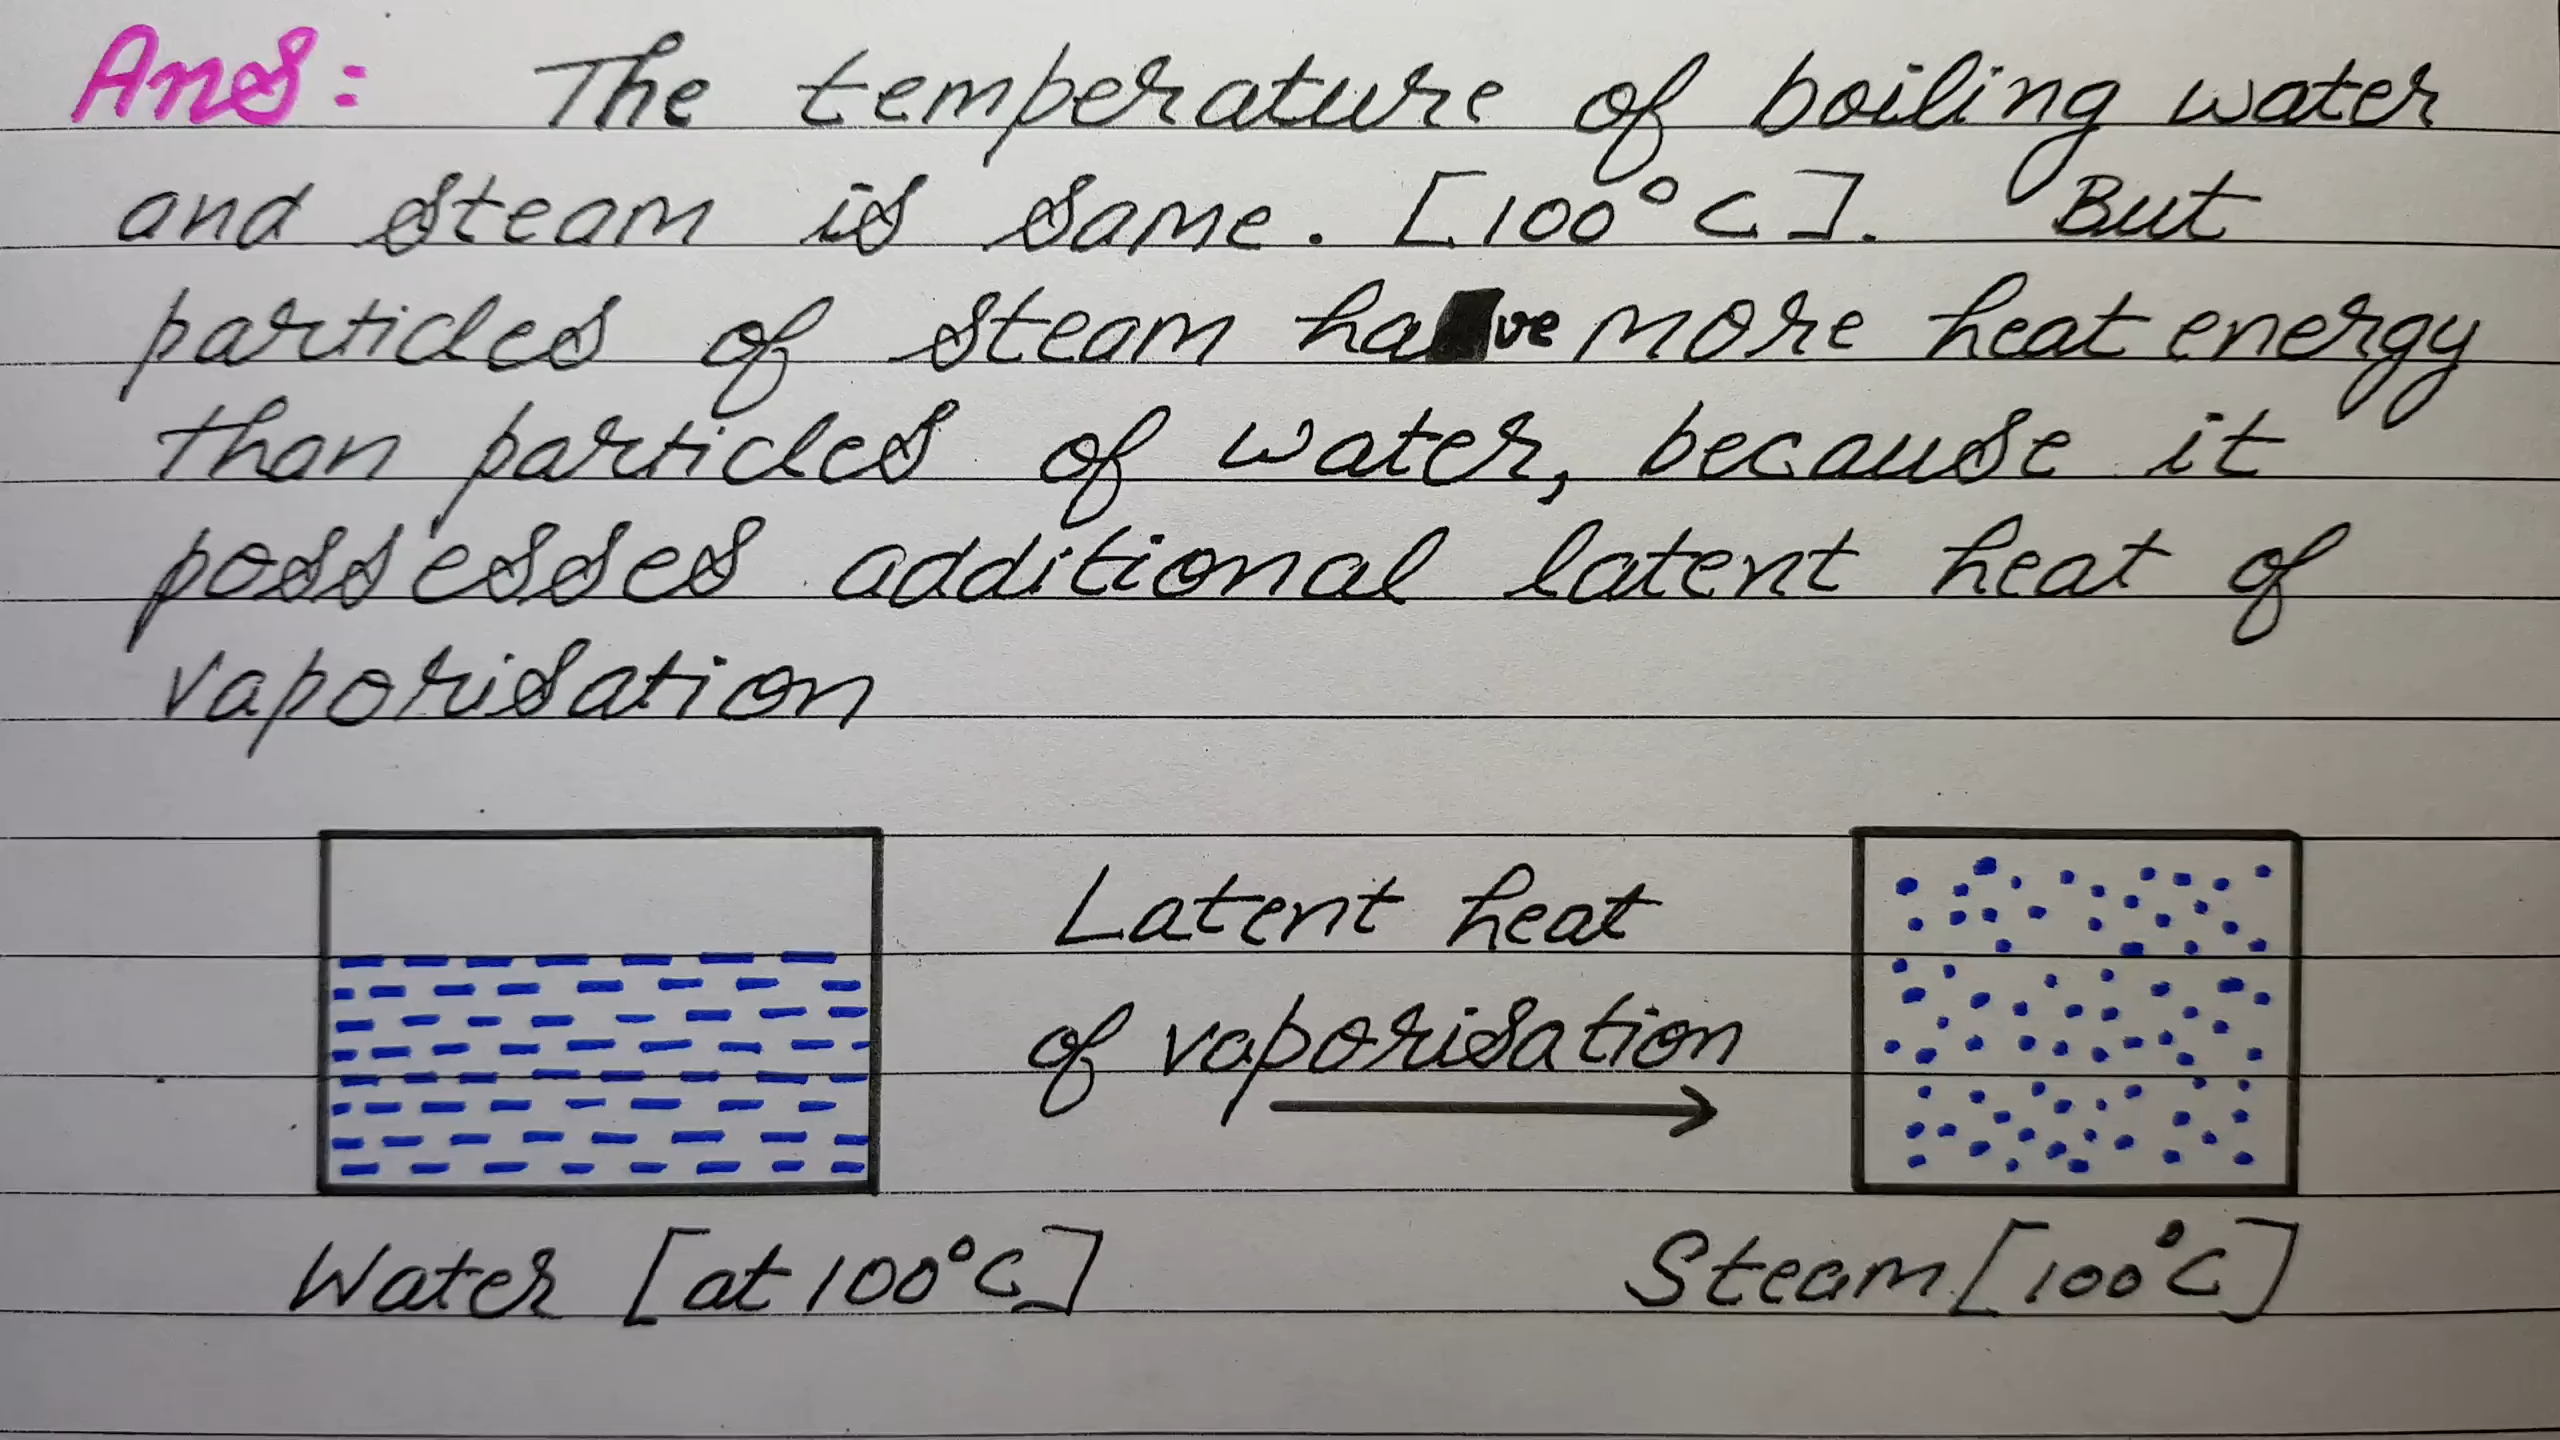 Ans: The temperature of boiling water
and steam is same. [100°C]. But
particles of steam have more heat energy
than particles of water, because it
possesses additional latent heat of
vaporisation
Latent heat
of vaporisation
Water [at 100°C]
Steam [100°C]